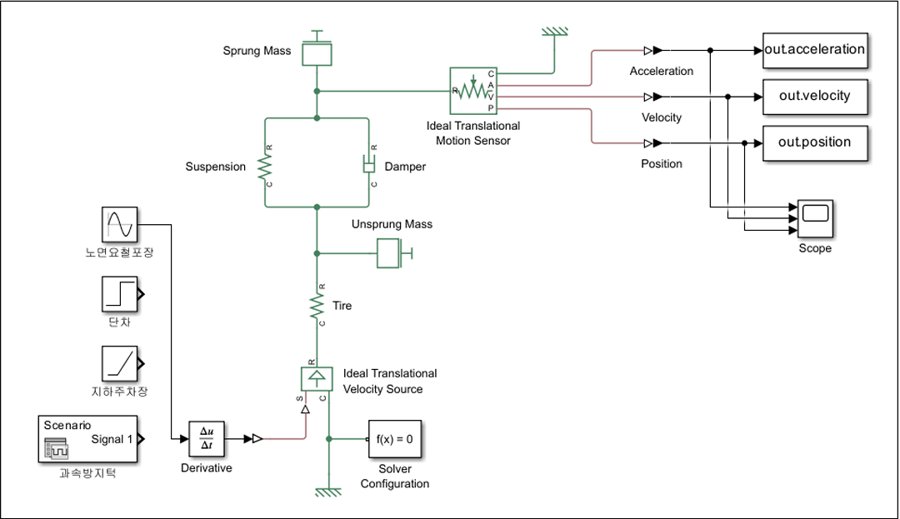 Sprung Mass
C
R
A
V
P
Ideal Translational
Motion Sensor
Acceleration
out.acceleration
Velocity
out.velocity
Position
out.position
Scope
R
R
Suspension
Damper
C
C
Unsprung Mass
노면요철포장
단차
지하주차장
Scenario
Signal 1
과속방지턱
R
Tire
C
R
Ideal Translational
Velocity Source
S
C
Δu
Δt
Derivative
f(x) = 0
Solver
Configuration